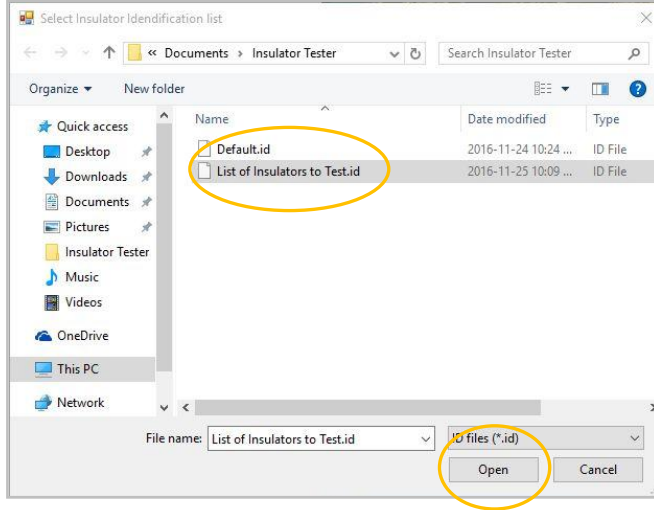 Select Insulator Idendification list
« Documents › Insulator Tester
Search Insulator Tester
Organize
New folder
Name
Date modified
Type
Quick access
Desktop
Downloads
Documents
Pictures
Insulator Tester
Music
Videos
OneDrive
This PC
Network
Default.id
2016-11-24 10:24 ...
ID File
List of Insulators to Test.id
2016-11-25 10:09 ...
ID File
File name:
List of Insulators to Test.id
ID files (*.id)
Open
Cancel